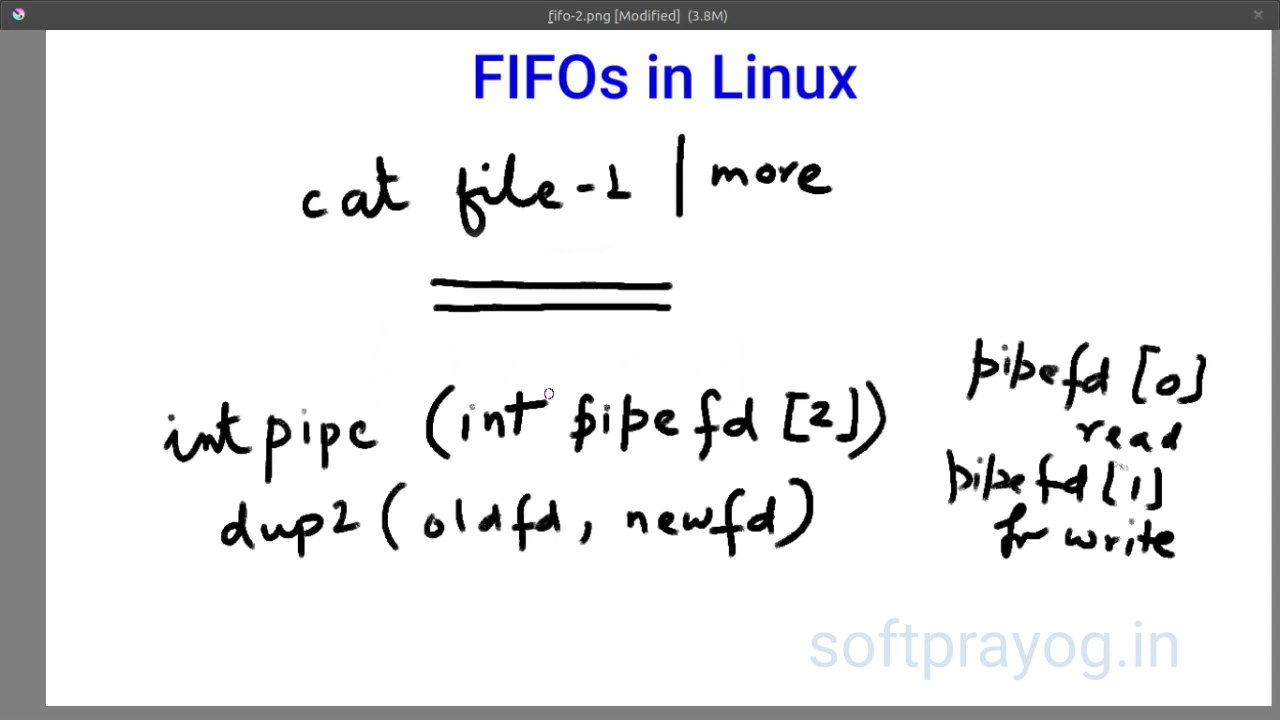 fifo-2.png [Modified] (3.8M)
FIFOs in Linux
cat file-1 | more
int pipe (int pipefd [2])
dup2 ( oldfd, newfd)
pipefd [0]
read
pipefd [1]
for write
softprayog.in